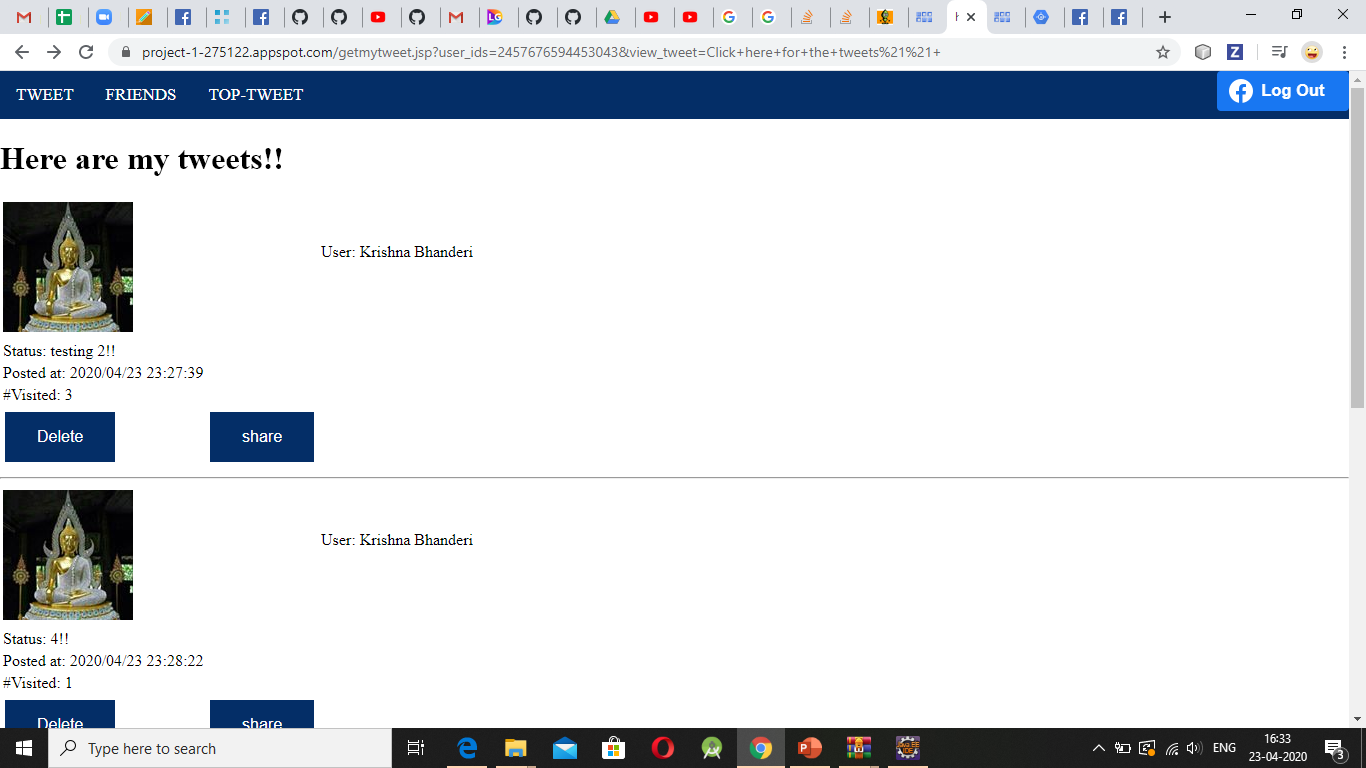 project-1-275122.appspot.com/getmytweet.jsp?user_ids=2457676594453043&view_tweet=Click+here+for+the+tweets%21%21+
TWEET FRIENDS TOP-TWEET Log Out
Here are my tweets!!
User: Krishna Bhanderi
Status: testing 2!!
Posted at: 2020/04/23 23:27:39
#Visited: 3
Delete share
User: Krishna Bhanderi
Status: 4!!
Posted at: 2020/04/23 23:28:22
#Visited: 1
Delete share
Type here to search
ENG
16:33
23-04-2020
3